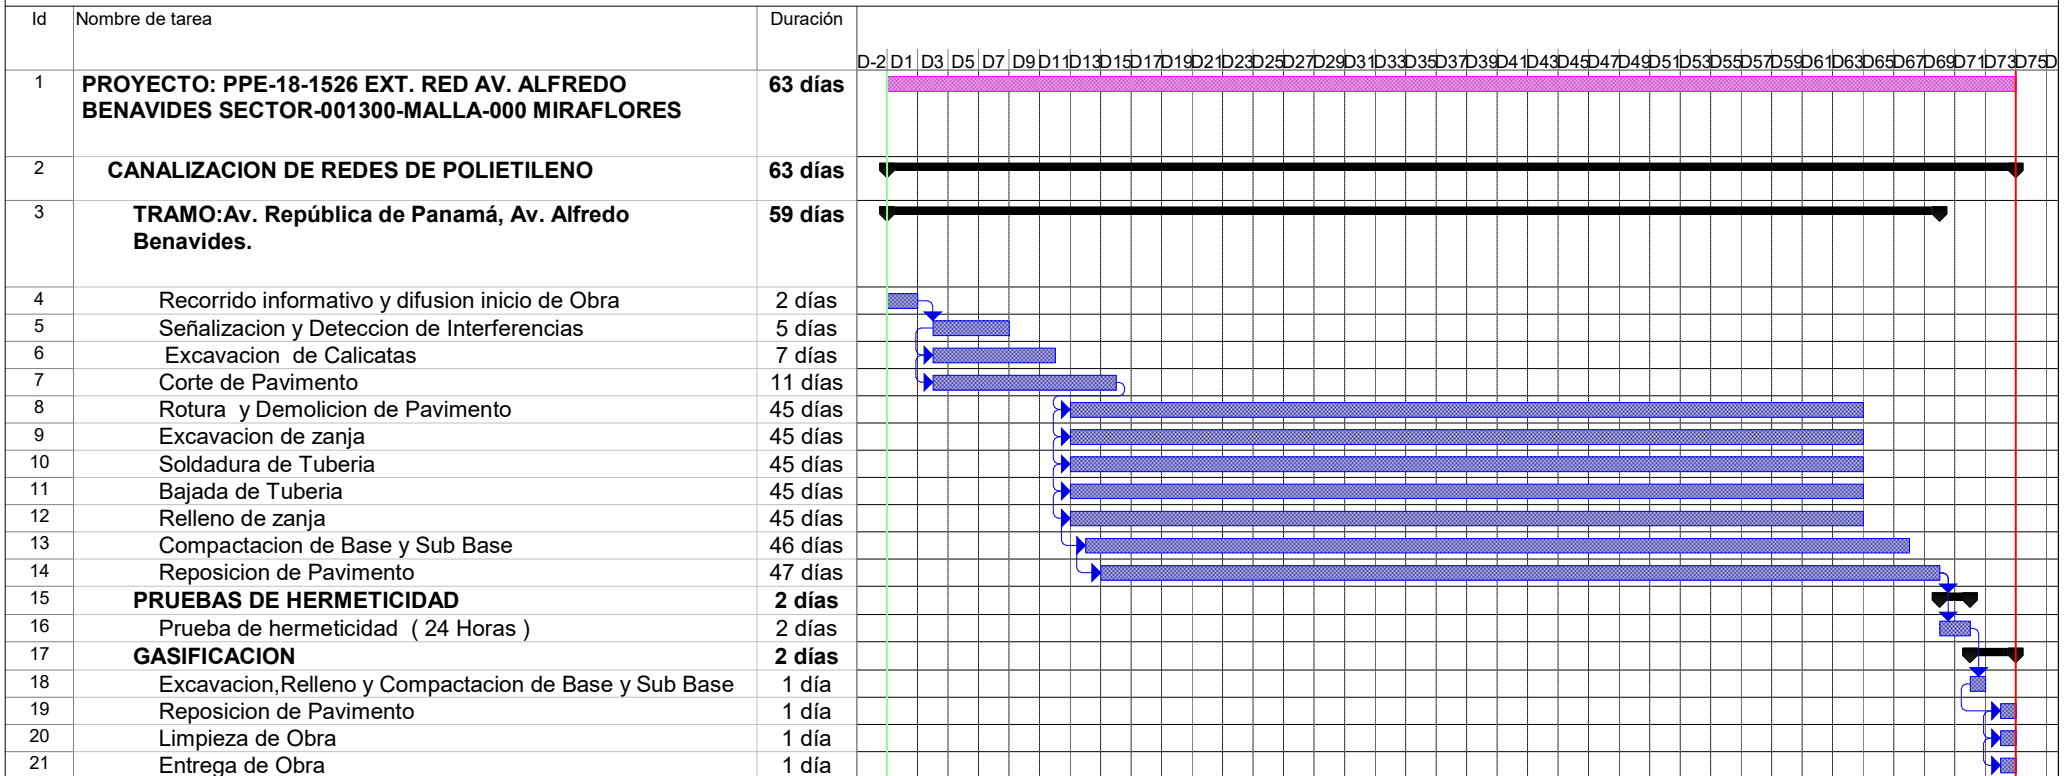 Id Nombre de tarea Duración
D-2 D1 D3 D5 D7 D9 D11 D13 D15 D17 D19 D21 D23 D25 D27 D29 D31 D33 D35 D37 D39 D41 D43 D45 D47 D49 D51 D53 D55 D57 D59 D61 D63 D65 D67 D69 D71 D73 D75 D
1 PROYECTO: PPE-18-1526 EXT. RED AV. ALFREDO 63 días
BENAVIDES SECTOR-001300-MALLA-000 MIRAFLORES
2 CANALIZACION DE REDES DE POLIETILENO 63 días
3 TRAMO:Av. República de Panamá, Av. Alfredo 59 días
Benavides.
4 Recorrido informativo y difusion inicio de Obra 2 días
5 Señalizacion y Deteccion de Interferencias 5 días
6 Excavacion de Calicatas 7 días
7 Corte de Pavimento 11 días
8 Rotura y Demolicion de Pavimento 45 días
9 Excavacion de zanja 45 días
10 Soldadura de Tuberia 45 días
11 Bajada de Tuberia 45 días
12 Relleno de zanja 45 días
13 Compactacion de Base y Sub Base 46 días
14 Reposicion de Pavimento 47 días
15 PRUEBAS DE HERMETICIDAD 2 días
16 Prueba de hermeticidad ( 24 Horas ) 2 días
17 GASIFICACION 2 días
18 Excavacion,Relleno y Compactacion de Base y Sub Base 1 día
19 Reposicion de Pavimento 1 día
20 Limpieza de Obra 1 día
21 Entrega de Obra 1 día